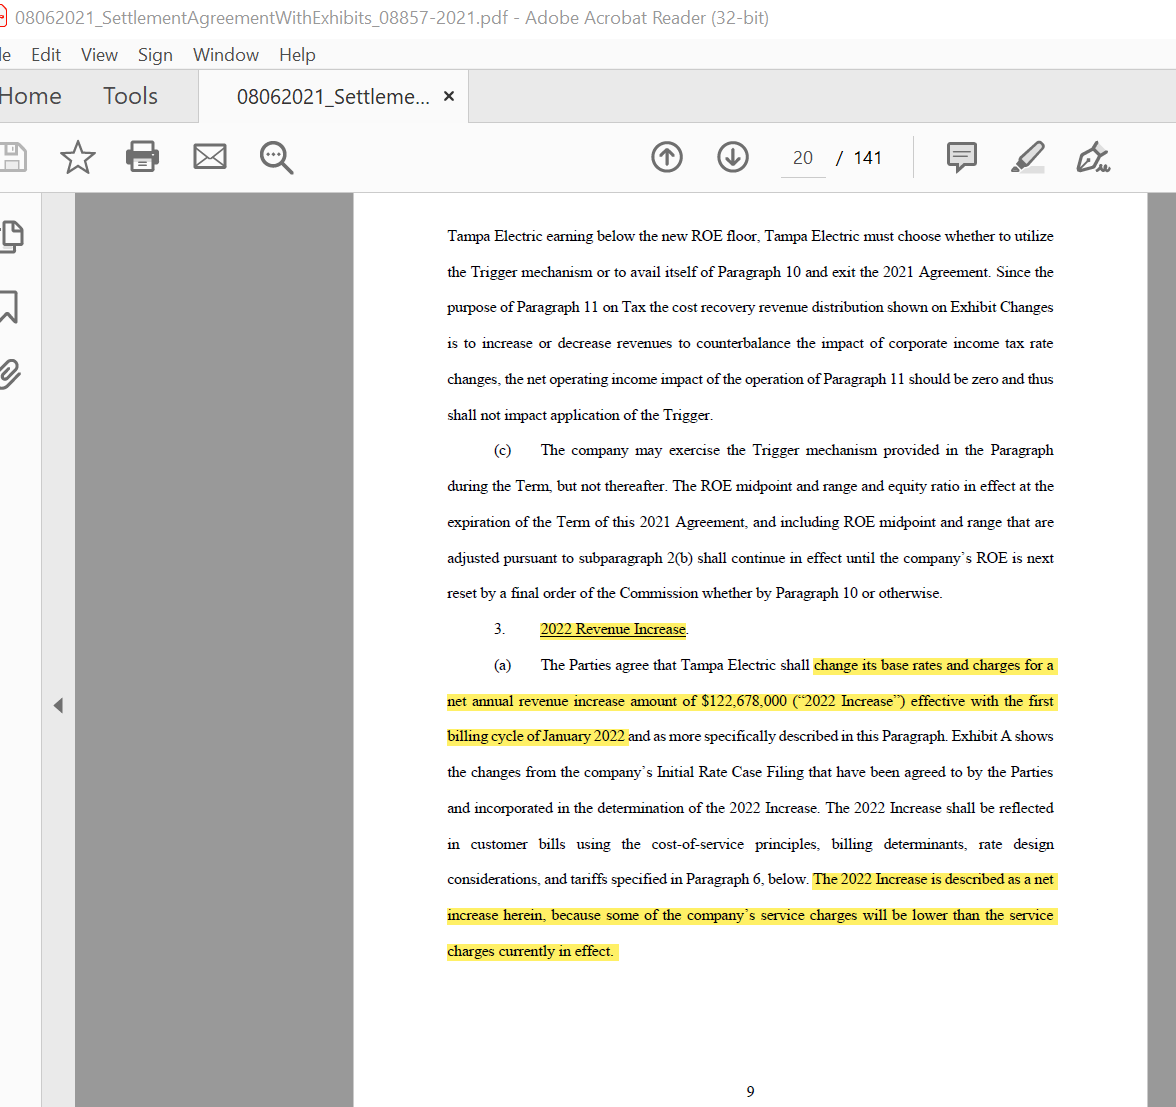 08062021_SettlementAgreementWithExhibits_08857-2021.pdf - Adobe Acrobat Reader (32-bit)
le Edit View Sign Window Help
Home Tools 08062021_Settleme... ×
20 / 141
Tampa Electric earning below the new ROE floor, Tampa Electric must choose whether to utilize
the Trigger mechanism or to avail itself of Paragraph 10 and exit the 2021 Agreement. Since the
purpose of Paragraph 11 on Tax the cost recovery revenue distribution shown on Exhibit Changes
is to increase or decrease revenues to counterbalance the impact of corporate income tax rate
changes, the net operating income impact of the operation of Paragraph 11 should be zero and thus
shall not impact application of the Trigger.
(c) The company may exercise the Trigger mechanism provided in the Paragraph
during the Term, but not thereafter. The ROE midpoint and range and equity ratio in effect at the
expiration of the Term of this 2021 Agreement, and including ROE midpoint and range that are
adjusted pursuant to subparagraph 2(b) shall continue in effect until the company’s ROE is next
reset by a final order of the Commission whether by Paragraph 10 or otherwise.
3. 2022 Revenue Increase.
(a) The Parties agree that Tampa Electric shall change its base rates and charges for a
net annual revenue increase amount of $122,678,000 (“2022 Increase”) effective with the first
billing cycle of January 2022 and as more specifically described in this Paragraph. Exhibit A shows
the changes from the company’s Initial Rate Case Filing that have been agreed to by the Parties
and incorporated in the determination of the 2022 Increase. The 2022 Increase shall be reflected
in customer bills using the cost-of-service principles, billing determinants, rate design
considerations, and tariffs specified in Paragraph 6, below. The 2022 Increase is described as a net
increase herein, because some of the company’s service charges will be lower than the service
charges currently in effect.
9